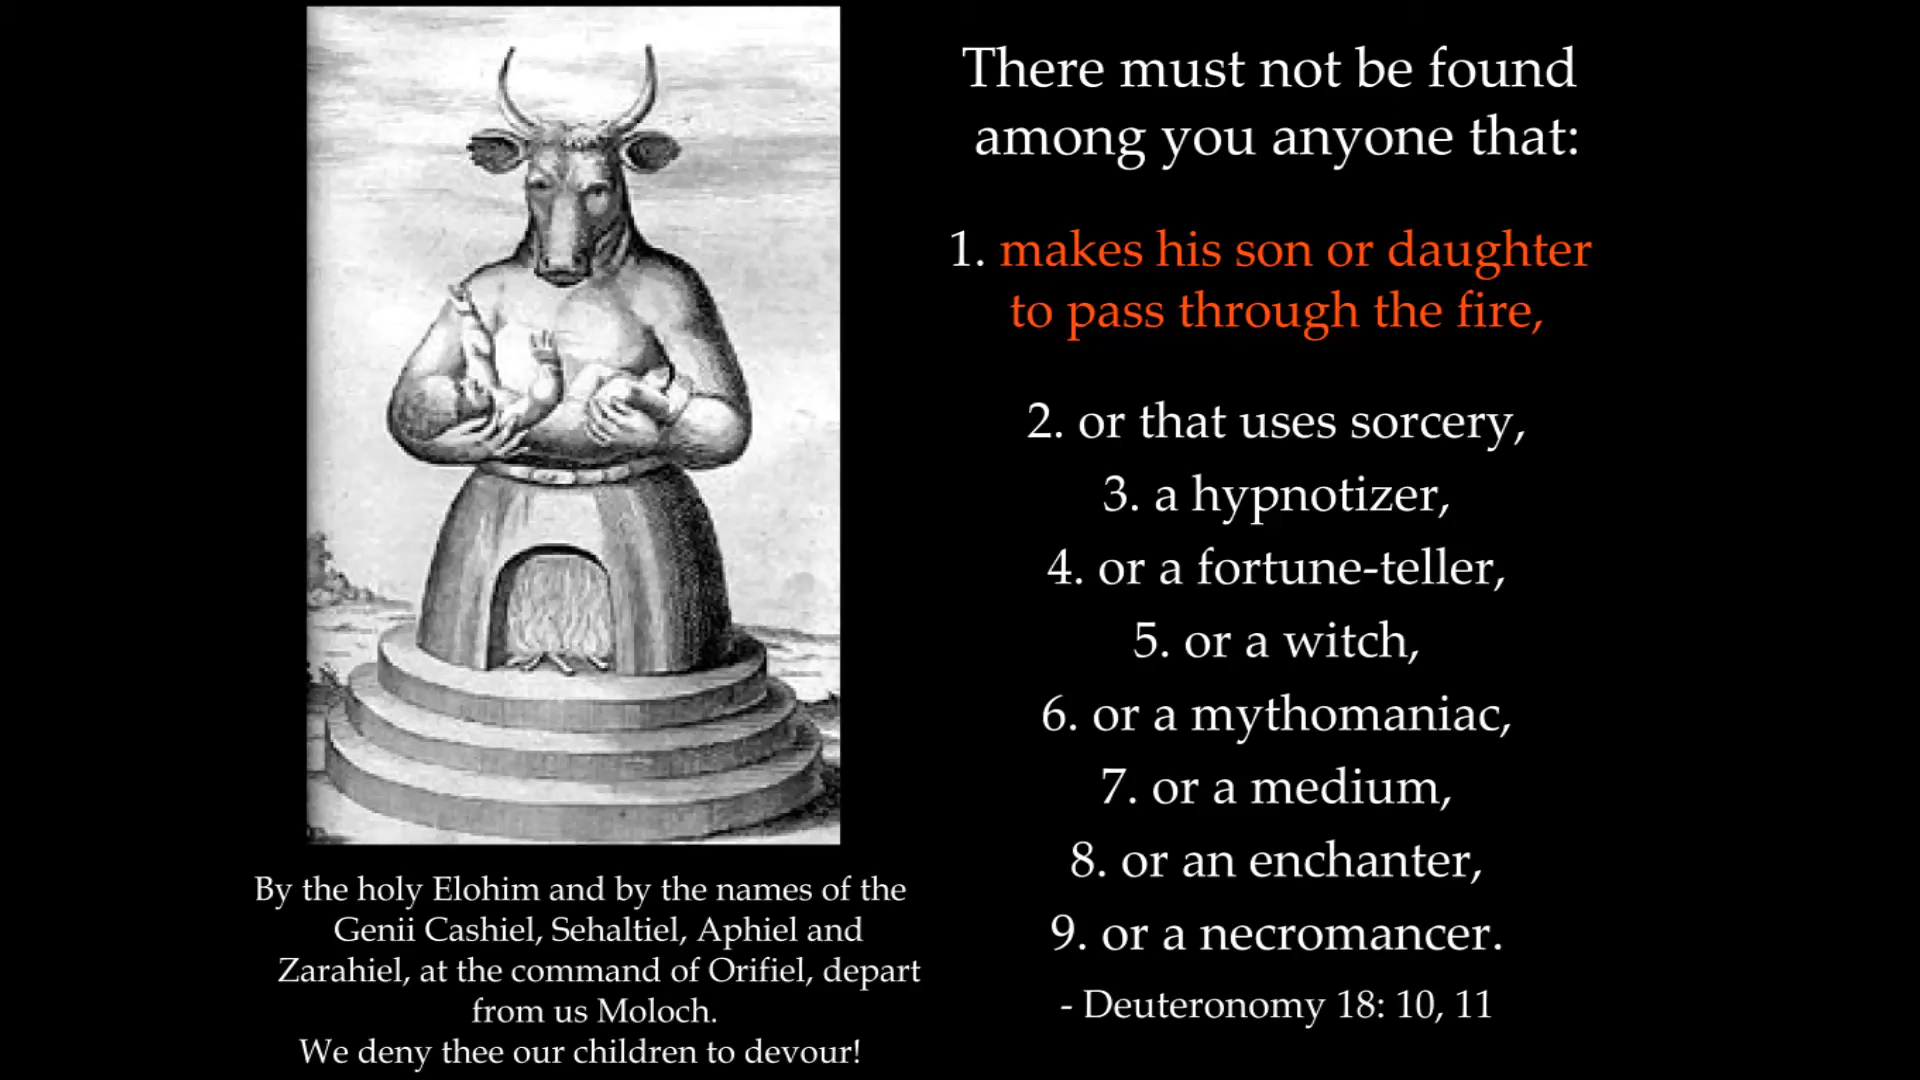 There must not be found
among you anyone that:
1. makes his son or daughter
to pass through the fire,
2. or that uses sorcery,
3. a hypnotizer,
4. or a fortune-teller,
5. or a witch,
6. or a mythomaniac,
7. or a medium,
8. or an enchanter,
9. or a necromancer.
- Deuteronomy 18: 10, 11
By the holy Elohim and by the names of the
Genii Cashiel, Sehaltiel, Aphiel and
Zarahiel, at the command of Orifiel, depart
from us Moloch.
We deny thee our children to devour!